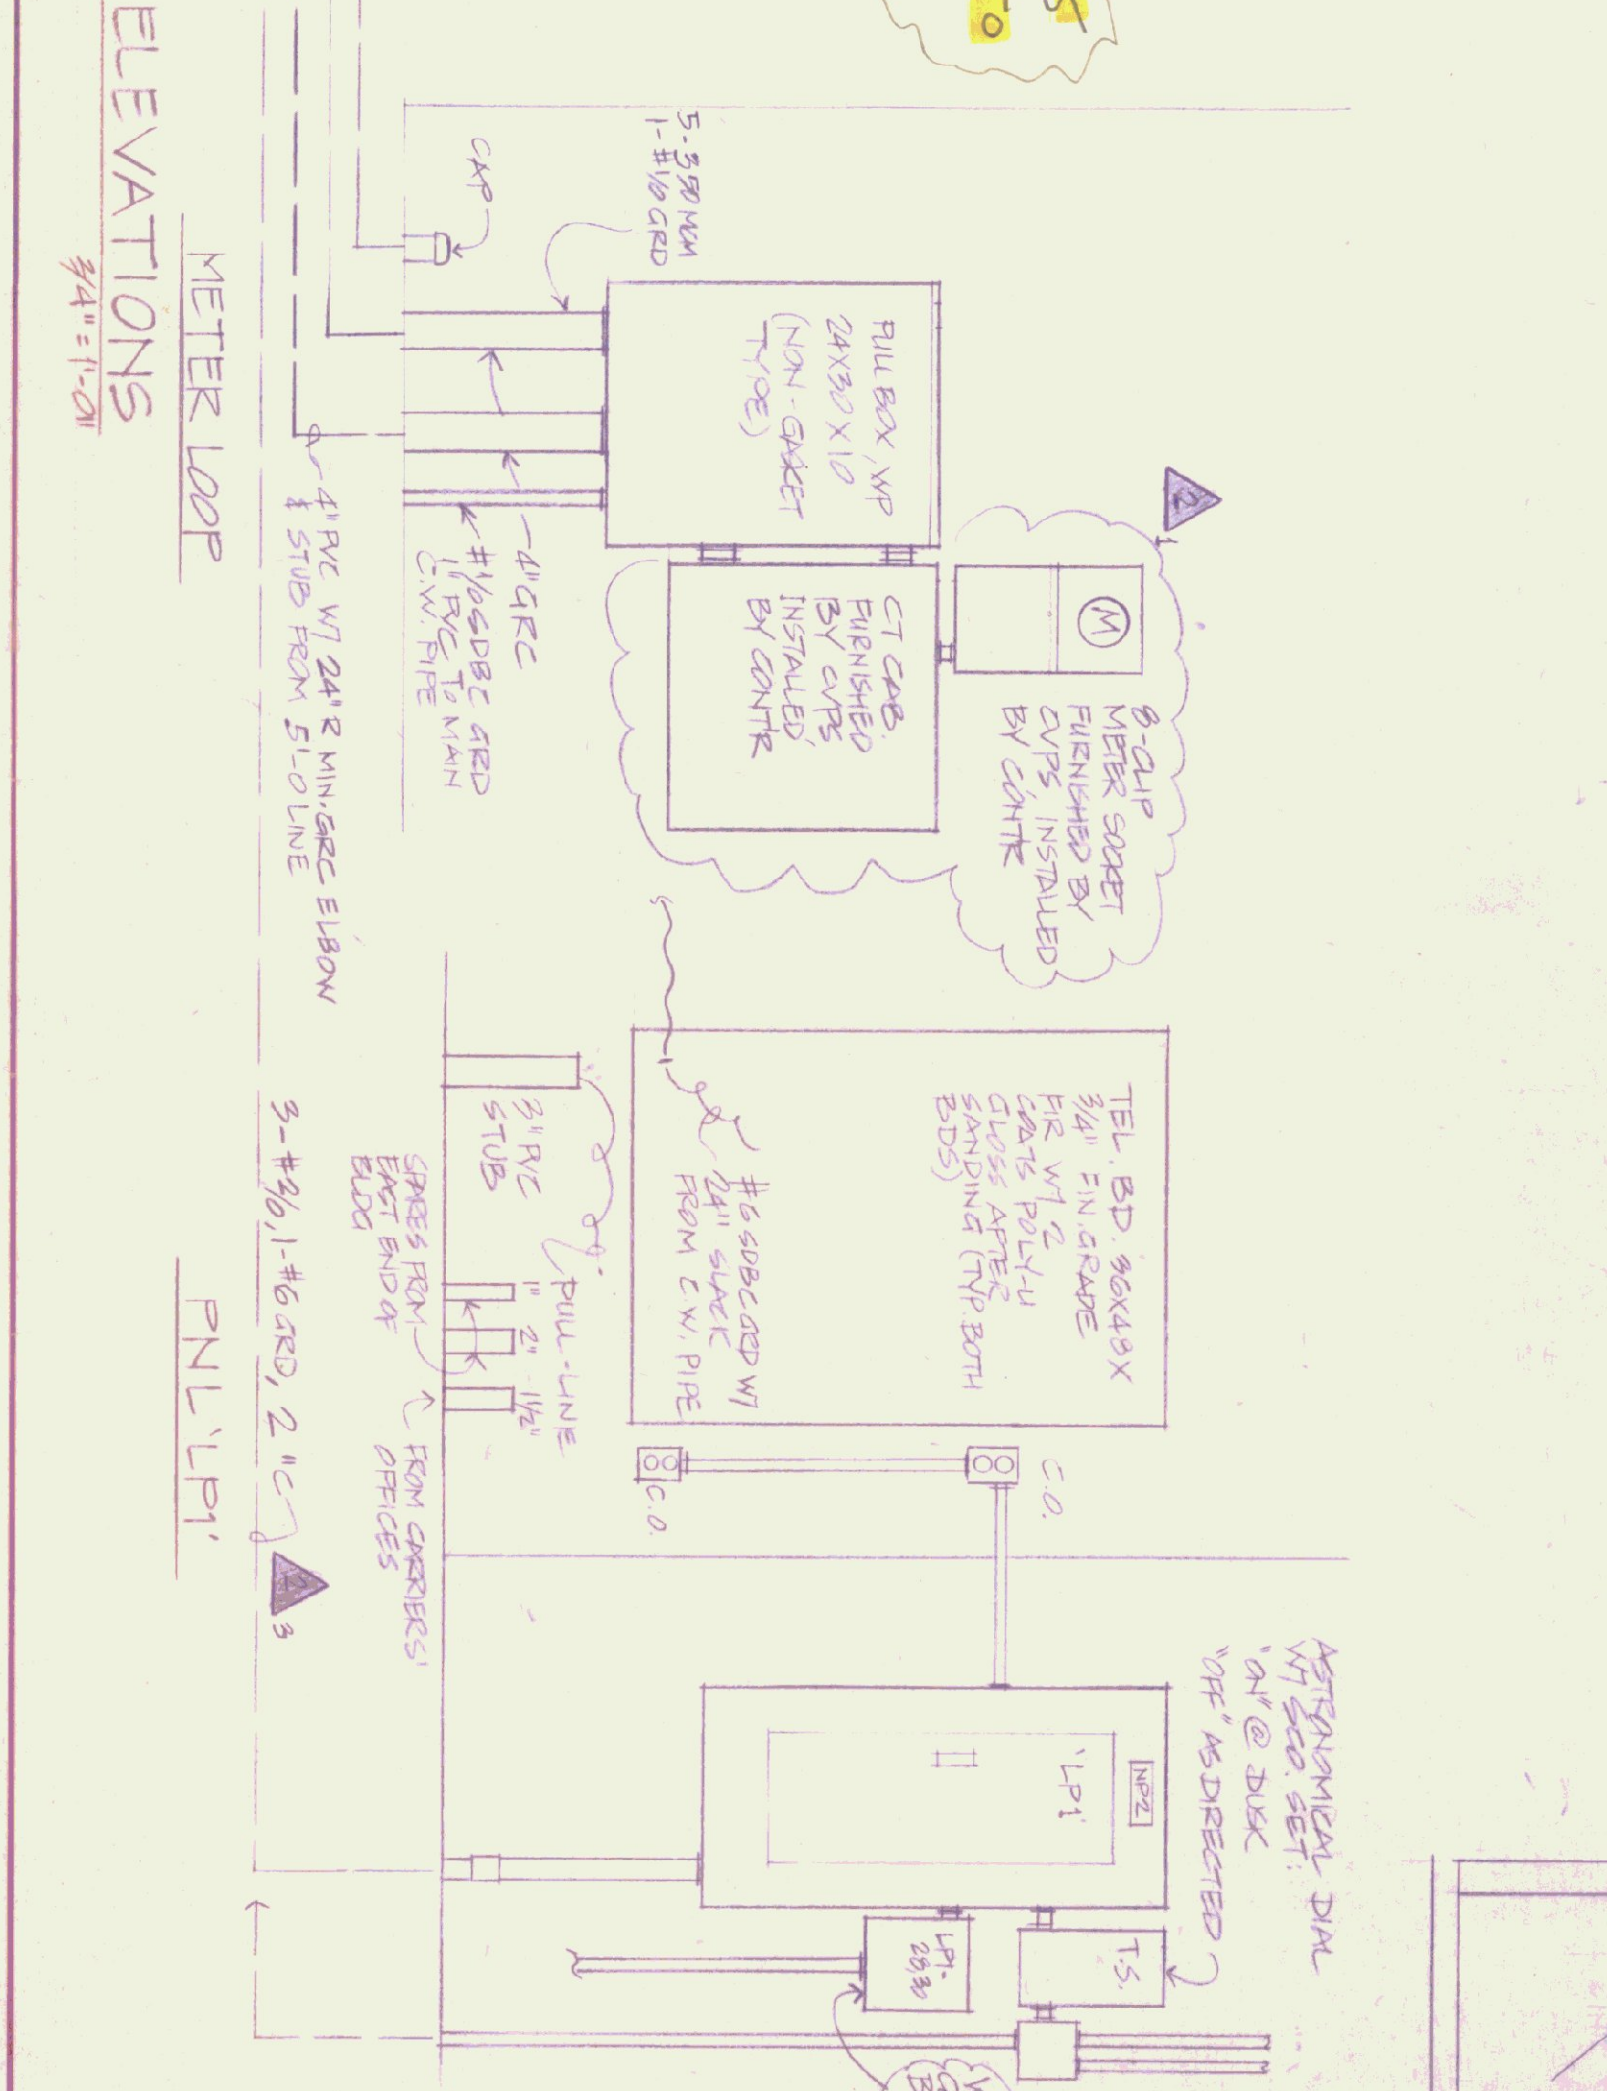 PULL BOX, WP
24X30X10
(NON-GASKET
TYPE)
5-350 MCM
1-#1/0 GRD
CAP
2
1
M
8-CLIP
METER SOCKET
FURNISHED BY
CVPS, INSTALLED
BY CONTR
CT CAB.
FURNISHED
BY CVPS
INSTALLED,
BY CONTR
4" GRC
#1/0 SDBC GRD
1" PVC TO MAIN
C.W. PIPE
4" PVC W/ 24"R MIN. GRC ELBOW
& STUB FROM 5'-0 LINE
METER LOOP
ELEVATIONS
3/4" = 1'-0"
TEL. BD. 36X48X
3/4" FIN. GRADE
FIR W/ 2
COATS POLY-U
GLOSS AFTER
SANDING (TYP. BOTH
BDS)
#6 SDBC GRD W/
24" SLACK
FROM C.W. PIPE
3" PVC
STUB
PULL-LINE
1" 2" 1 1/2"
SPARES FROM
EAST END OF
BLDG
FROM CARRIERS'
OFFICES
C.O.
C.O.
3-#2/0, 1-#6 GRD, 2"C
2
3
PNL 'LP1'
ASTRONOMICAL DIAL
W/ SCO. SET:
"ON" @ DUSK
"OFF" AS DIRECTED
NP2
'LP1'
T.S.
LP1-
28,30